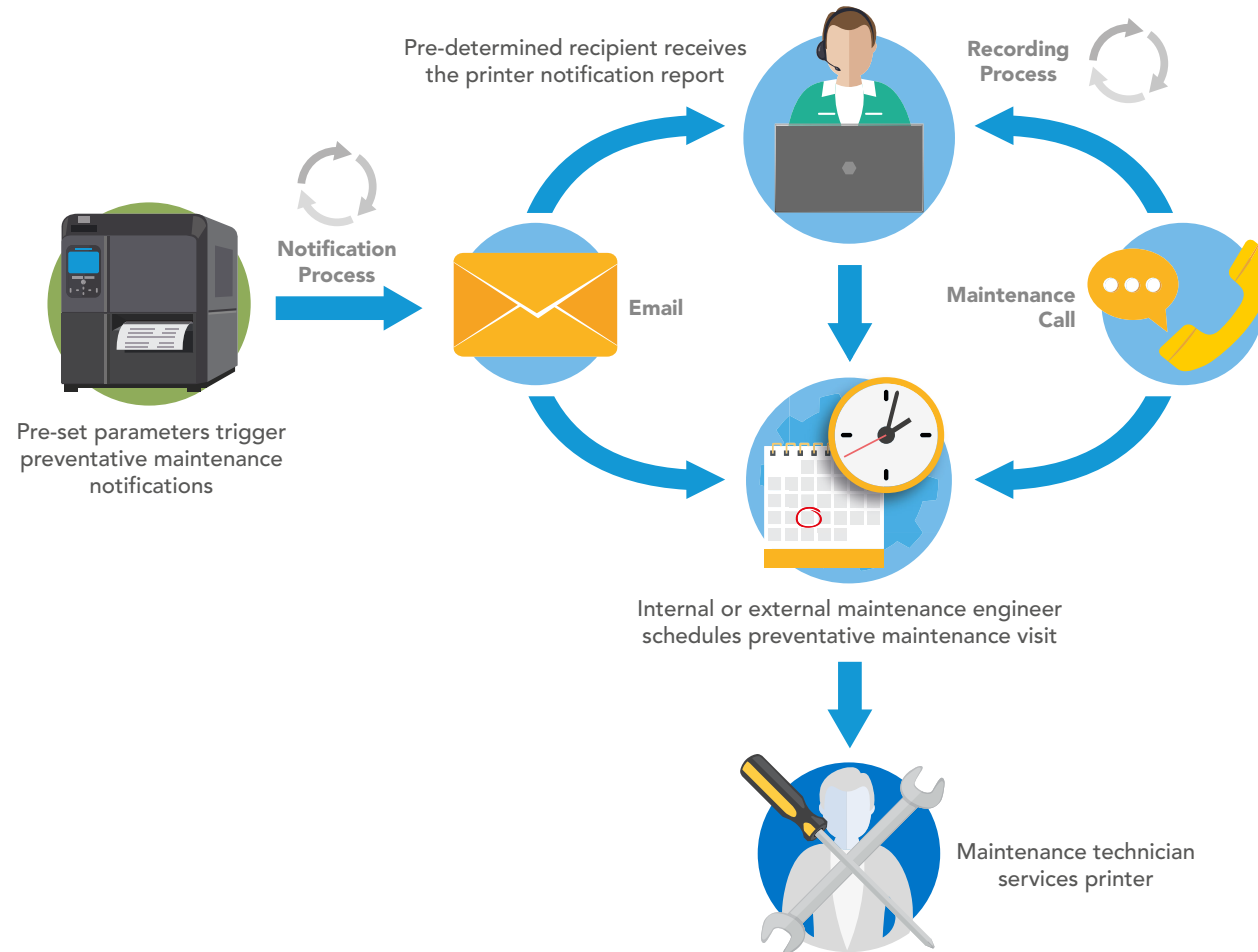 Pre-determined recipient receives
the printer notification report
Recording
Process
Notification
Process
Email
Maintenance
Call
Pre-set parameters trigger
preventative maintenance
notifications
Internal or external maintenance engineer
schedules preventative maintenance visit
Maintenance technician
services printer